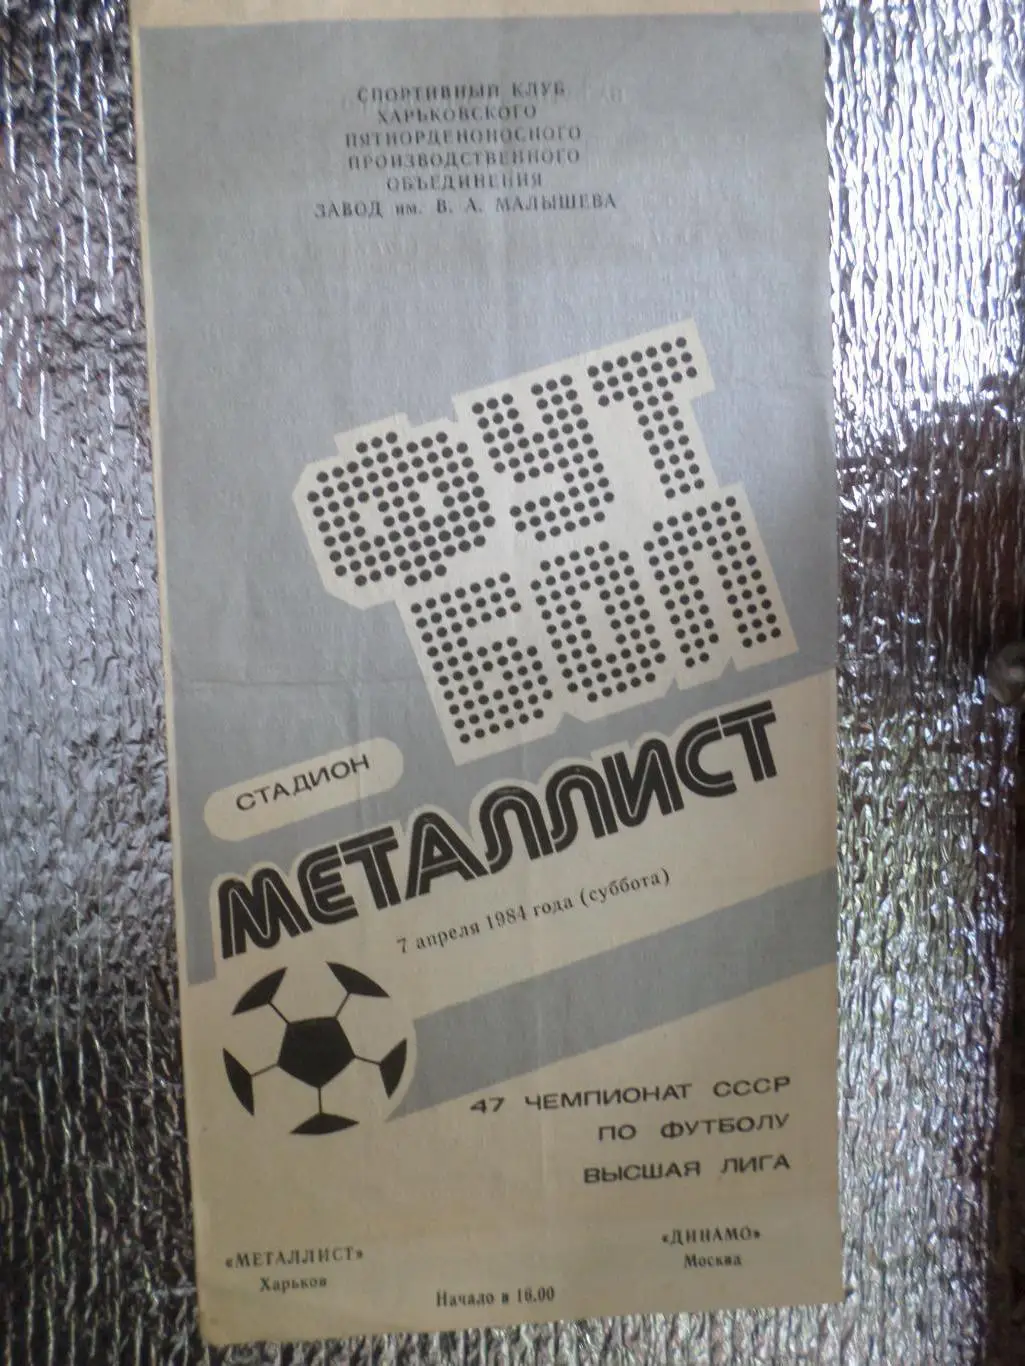 СПОРТИВНЫЙ КЛУБ
ХАРЬКОВСКОГО
ПЯТИОРДЕНОНОСНОГО
ПРОИЗВОДСТВЕННОГО
ОБЪЕДИНЕНИЯ
ЗАВОД им. В. А. МАЛЫШЕВА
ФУТ
БОЛ
СТАДИОН
МЕТАЛЛИСТ
7 апреля 1984 года (суббота)
47 ЧЕМПИОНАТ СССР
ПО ФУТБОЛУ
ВЫСШАЯ ЛИГА
«МЕТАЛЛИСТ»
Харьков
«ДИНАМО»
Москва
Начало в 16.00